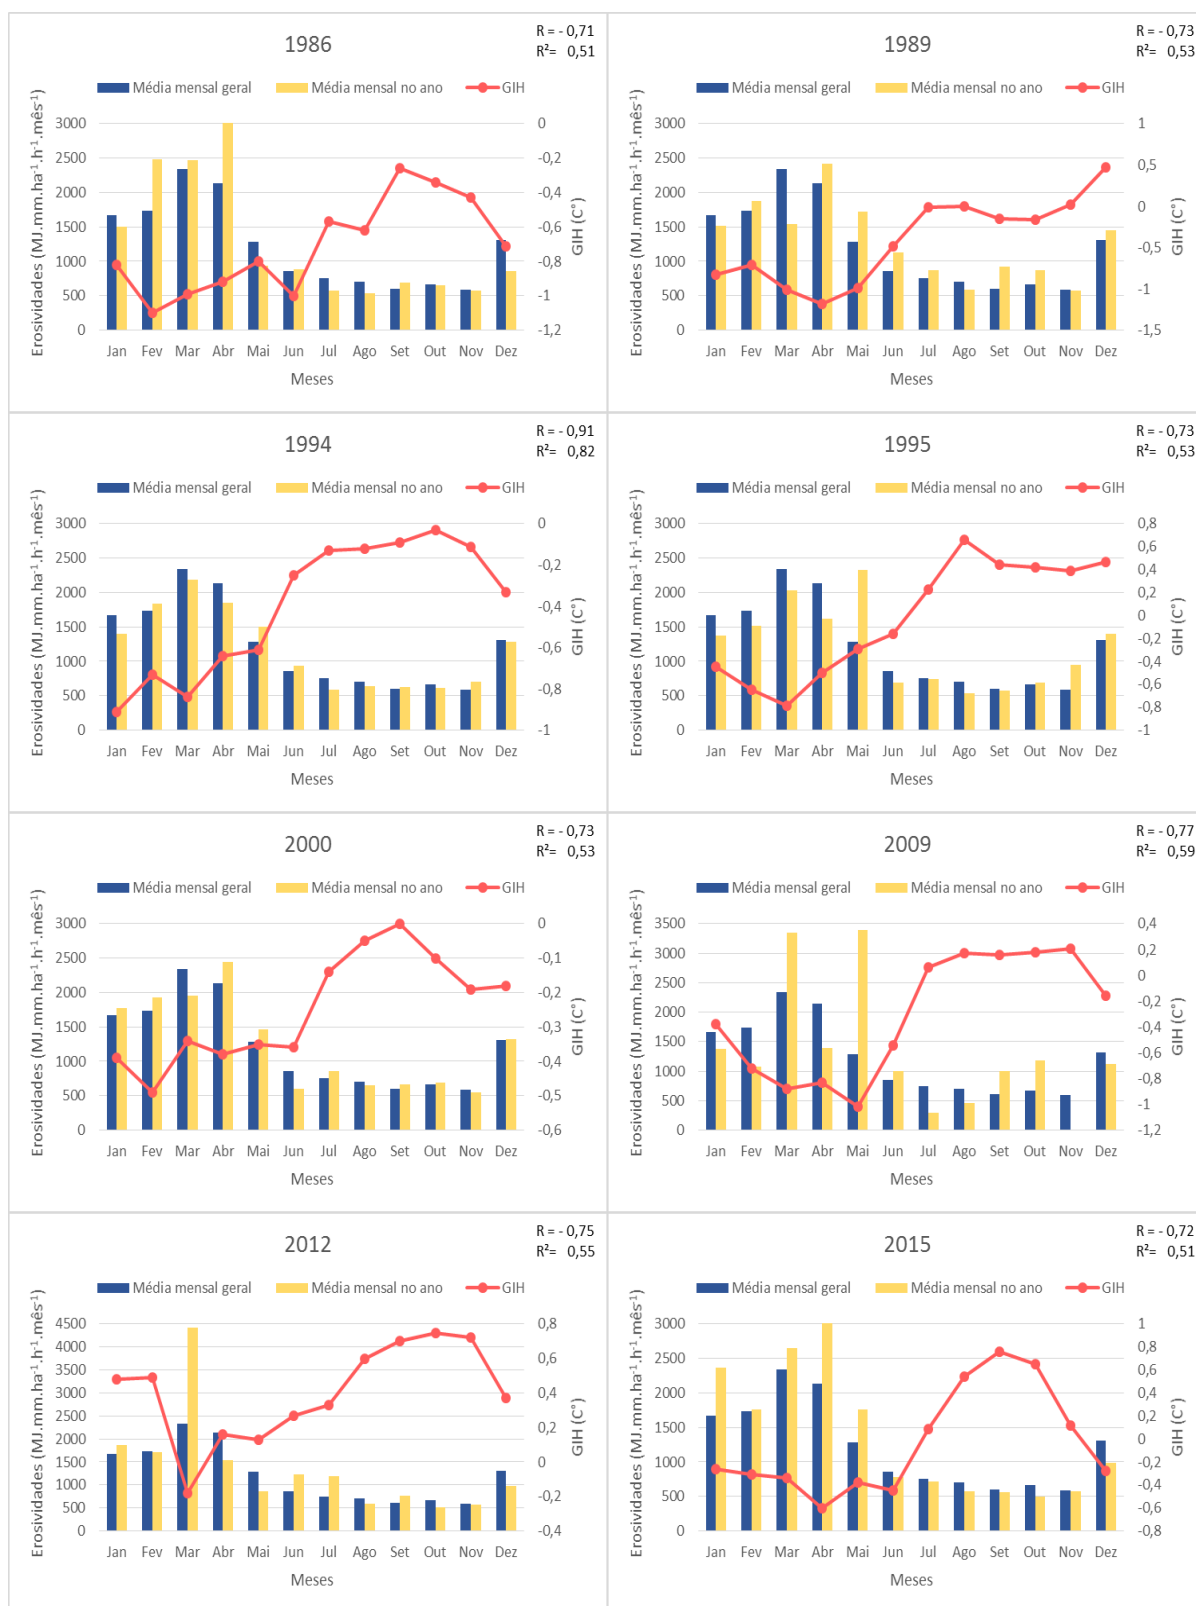 1986
R = - 0,71
R²= 0,51
Média mensal geral Média mensal no ano GIH
Erosividades (MJ.mm.ha⁻¹.h⁻¹.mês⁻¹)
3000
2500
2000
1500
1000
500
0
0
-0,2
-0,4
-0,6
-0,8
-1
-1,2
GIH (C°)
Jan Fev Mar Abr Mai Jun Jul Ago Set Out Nov Dez
Meses
1989
R = - 0,73
R²= 0,53
Média mensal geral Média mensal no ano GIH
Erosividades (MJ.mm.ha⁻¹.h⁻¹.mês⁻¹)
3000
2500
2000
1500
1000
500
0
1
0,5
0
-0,5
-1
-1,5
GIH (C°)
Jan Fev Mar Abr Mai Jun Jul Ago Set Out Nov Dez
Meses
1994
R = - 0,91
R²= 0,82
Média mensal geral Média mensal no ano GIH
Erosividades (MJ.mm.ha⁻¹.h⁻¹.mês⁻¹)
3000
2500
2000
1500
1000
500
0
0
-0,2
-0,4
-0,6
-0,8
-1
GIH (C°)
Jan Fev Mar Abr Mai Jun Jul Ago Set Out Nov Dez
Meses
1995
R = - 0,73
R²= 0,53
Média mensal geral Média mensal no ano GIH
Erosividades (MJ.mm.ha⁻¹.h⁻¹.mês⁻¹)
3000
2500
2000
1500
1000
500
0
0,8
0,6
0,4
0,2
0
-0,2
-0,4
-0,6
-0,8
-1
GIH (C°)
Jan Fev Mar Abr Mai Jun Jul Ago Set Out Nov Dez
Meses
2000
R = - 0,73
R²= 0,53
Média mensal geral Média mensal no ano GIH
Erosividades (MJ.mm.ha⁻¹.h⁻¹.mês⁻¹)
3000
2500
2000
1500
1000
500
0
0
-0,1
-0,2
-0,3
-0,4
-0,5
-0,6
GIH (C°)
Jan Fev Mar Abr Mai Jun Jul Ago Set Out Nov Dez
Meses
2009
R = - 0,77
R²= 0,59
Média mensal geral Média mensal no ano GIH
Erosividades (MJ.mm.ha⁻¹.h⁻¹.mês⁻¹)
3500
3000
2500
2000
1500
1000
500
0
0,4
0,2
0
-0,2
-0,4
-0,6
-0,8
-1
-1,2
GIH (C°)
Jan Fev Mar Abr Mai Jun Jul Ago Set Out Nov Dez
Meses
2012
R = - 0,75
R²= 0,55
Média mensal geral Média mensal no ano GIH
Erosividades (MJ.mm.ha⁻¹.h⁻¹.mês⁻¹)
4500
4000
3500
3000
2500
2000
1500
1000
500
0
0,8
0,6
0,4
0,2
0
-0,2
-0,4
GIH (C°)
Jan Fev Mar Abr Mai Jun Jul Ago Set Out Nov Dez
Meses
2015
R = - 0,72
R²= 0,51
Média mensal geral Média mensal no ano GIH
Erosividades (MJ.mm.ha⁻¹.h⁻¹.mês⁻¹)
3000
2500
2000
1500
1000
500
0
1
0,8
0,6
0,4
0,2
0
-0,2
-0,4
-0,6
-0,8
GIH (C°)
Jan Fev Mar Abr Mai Jun Jul Ago Set Out Nov Dez
Meses